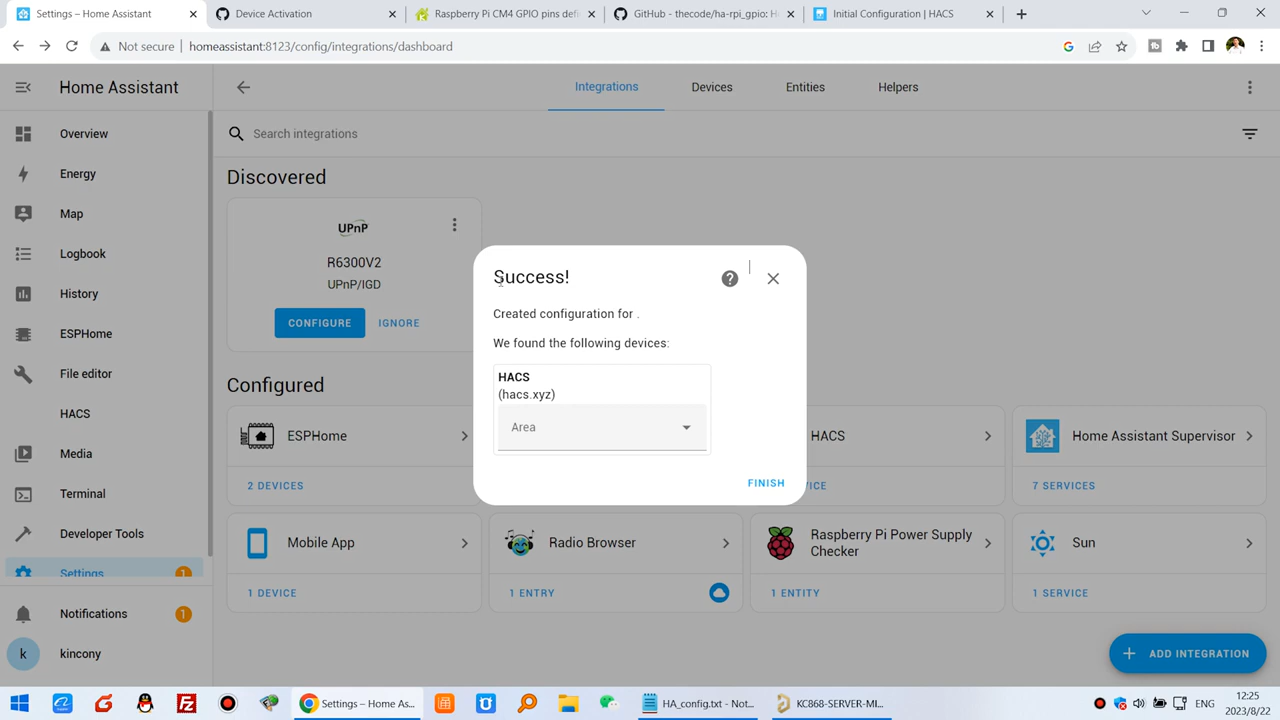 Settings – Home Assistant
Device Activation
Raspberry Pi CM4 GPIO pins defi
GitHub - thecode/ha-rpi_gpio: H
Initial Configuration | HACS
Not secure
homeassistant:8123/config/integrations/dashboard
Home Assistant
Integrations
Devices
Entities
Helpers
Overview
Energy
Map
Logbook
History
ESPHome
File editor
HACS
Media
Terminal
Developer Tools
Settings
1
Notifications
1
k
kincony
Search integrations
Discovered
UPnP
R6300V2
UPnP/IGD
CONFIGURE
IGNORE
Configured
ESPHome
2 DEVICES
HACS
Home Assistant Supervisor
7 SERVICES
Mobile App
1 DEVICE
Radio Browser
1 ENTRY
Raspberry Pi Power Supply
Checker
1 ENTITY
Sun
1 SERVICE
Success!
Created configuration for .
We found the following devices:
HACS
(hacs.xyz)
Area
FINISH
ADD INTEGRATION
Settings – Home As...
HA_config.txt - Not...
KC868-SERVER-MI...
ENG
12:25
2023/8/22